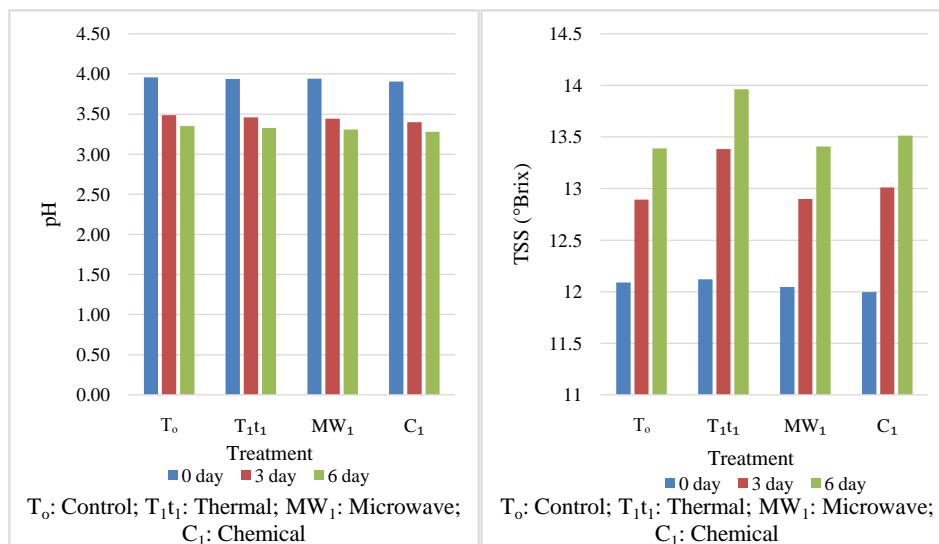 4.50
4.00
3.50
3.00
2.50
2.00
1.50
1.00
0.50
0.00
pH
Tₒ T₁t₁ MW₁ C₁
Treatment
0 day 3 day 6 day
Tₒ: Control; T₁t₁: Thermal; MW₁: Microwave;
C₁: Chemical
14.5
14
13.5
13
12.5
12
11.5
11
TSS (°Brix)
Tₒ T₁t₁ MW₁ C₁
Treatment
0 day 3 day 6 day
Tₒ: Control; T₁t₁: Thermal; MW₁: Microwave;
C₁: Chemical